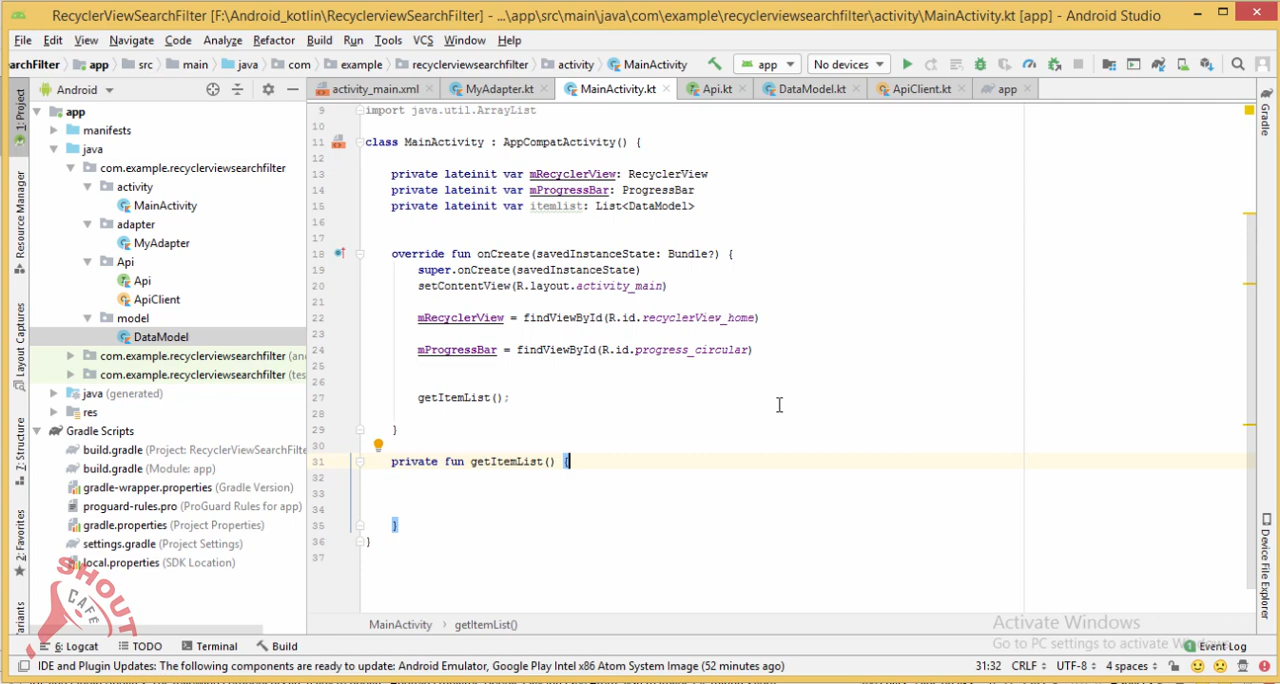 RecyclerViewSearchFilter [F:\Android_kotlin\RecyclerviewSearchFilter] - ...\app\src\main\java\com\example\recyclerviewsearchfilter\activity\MainActivity.kt [app] - Android Studio
File Edit View Navigate Code Analyze Refactor Build Run Tools VCS Window Help
archFilter app src main java com example recyclerviewsearchfilter activity MainActivity app No devices
1: Project Android activity_main.xml MyAdapter.kt MainActivity.kt Api.kt DataModel.kt ApiClient.kt app Gradle
app
manifests
java
com.example.recyclerviewsearchfilter
activity
MainActivity
adapter
MyAdapter
Api
Api
ApiClient
model
DataModel
com.example.recyclerviewsearchfilter (an
com.example.recyclerviewsearchfilter (tes
java (generated)
res
Gradle Scripts
build.gradle (Project: RecyclerViewSearchFilte
build.gradle (Module: app)
gradle-wrapper.properties (Gradle Version)
proguard-rules.pro (ProGuard Rules for app)
gradle.properties (Project Properties)
settings.gradle (Project Settings)
local.properties (SDK Location)
Resource Manager
Layout Captures
7: Structure
2: Favorites
ariants
9 import java.util.ArrayList
10
11 class MainActivity : AppCompatActivity() {
12
13 private lateinit var mRecyclerView: RecyclerView
14 private lateinit var mProgressBar: ProgressBar
15 private lateinit var itemlist: List<DataModel>
16
17
18 override fun onCreate(savedInstanceState: Bundle?) {
19 super.onCreate(savedInstanceState)
20 setContentView(R.layout.activity_main)
21
22 mRecyclerView = findViewById(R.id.recyclerView_home)
23
24 mProgressBar = findViewById(R.id.progress_circular)
25
26
27 getItemList();
28
29 }
30
31 private fun getItemList() {
32
33
34
35 }
36 }
37
Device File Explorer
SHOUT
CAFE
MainActivity getItemList()
Activate Windows
Go to PC settings to activate Windows.
6: Logcat TODO Terminal Build 1 Event Log
IDE and Plugin Updates: The following components are ready to update: Android Emulator, Google Play Intel x86 Atom System Image (52 minutes ago) 31:32 CRLF UTF-8 4 spaces